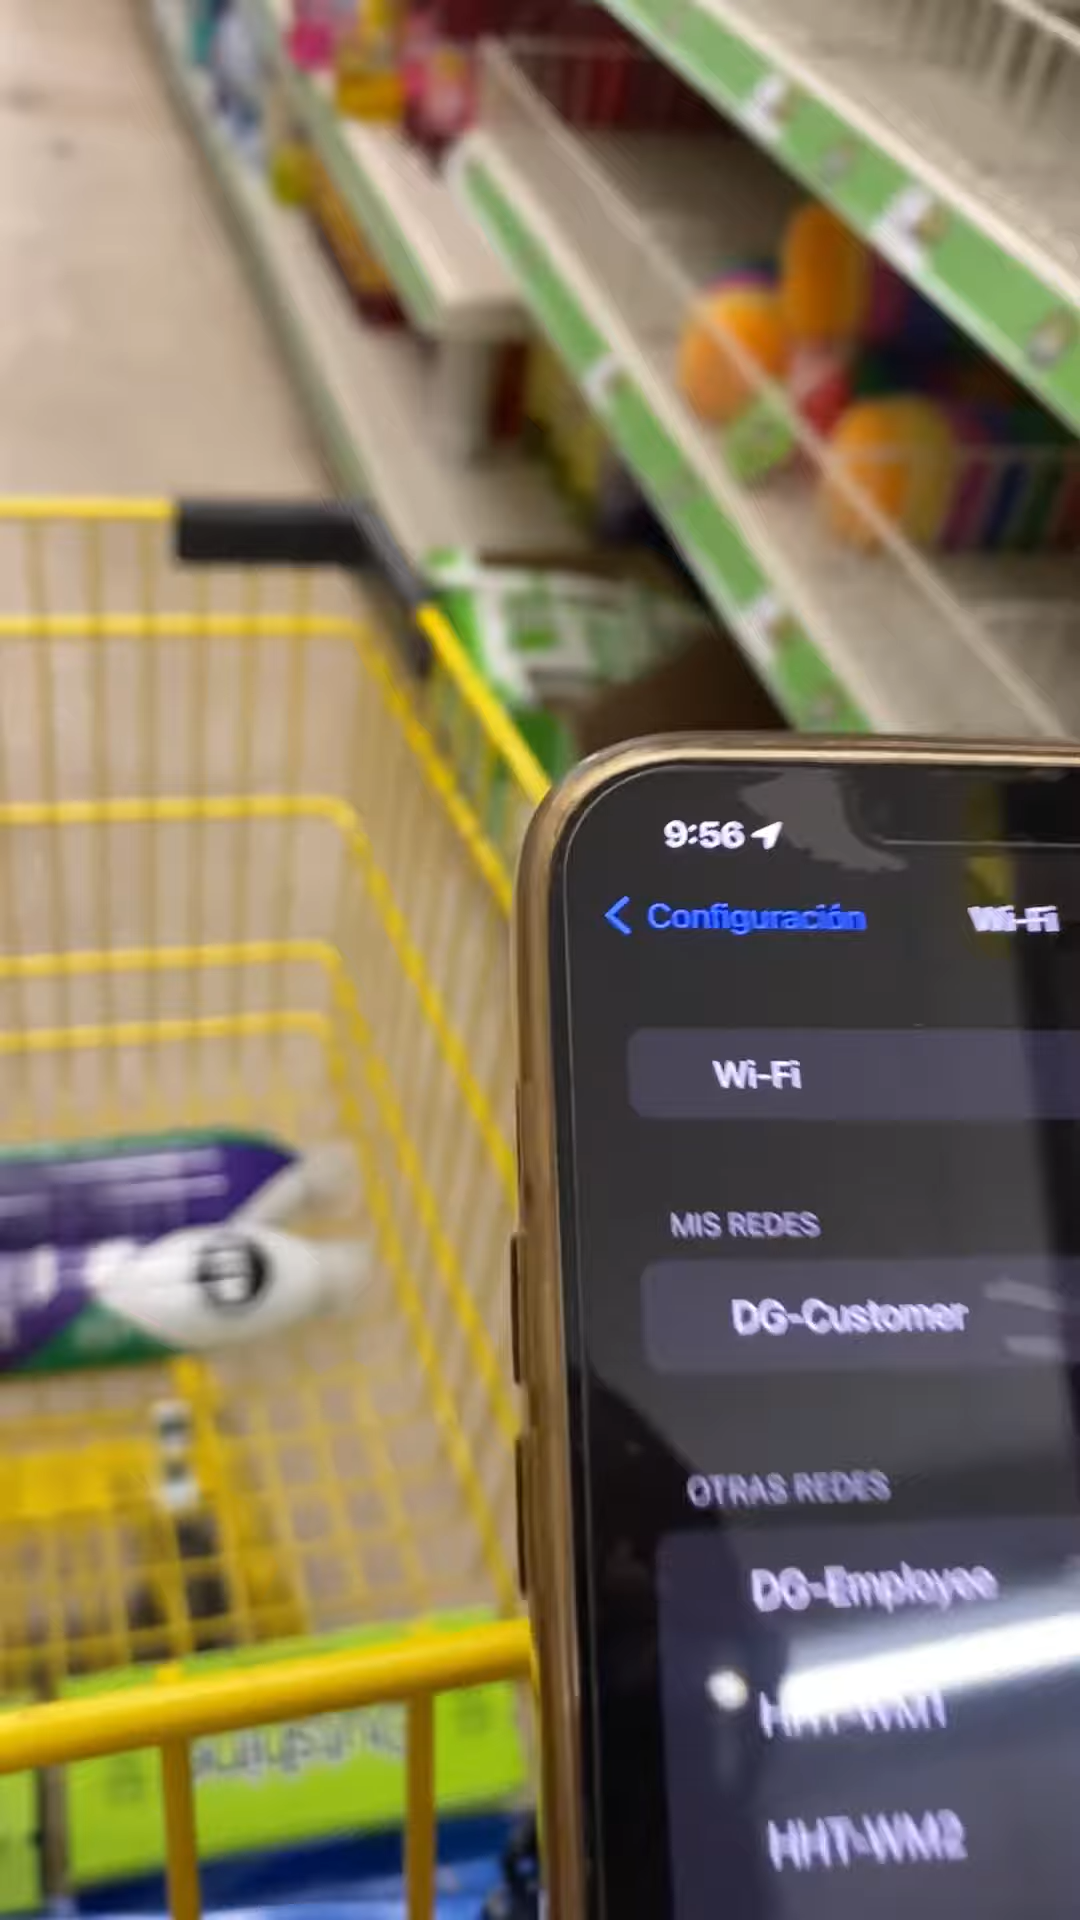 9:56
Configuración
Wi-Fi
Wi-Fi
MIS REDES
DG-Customer
OTRAS REDES
DG-Employee
HHT-WM1
HHT-WM2